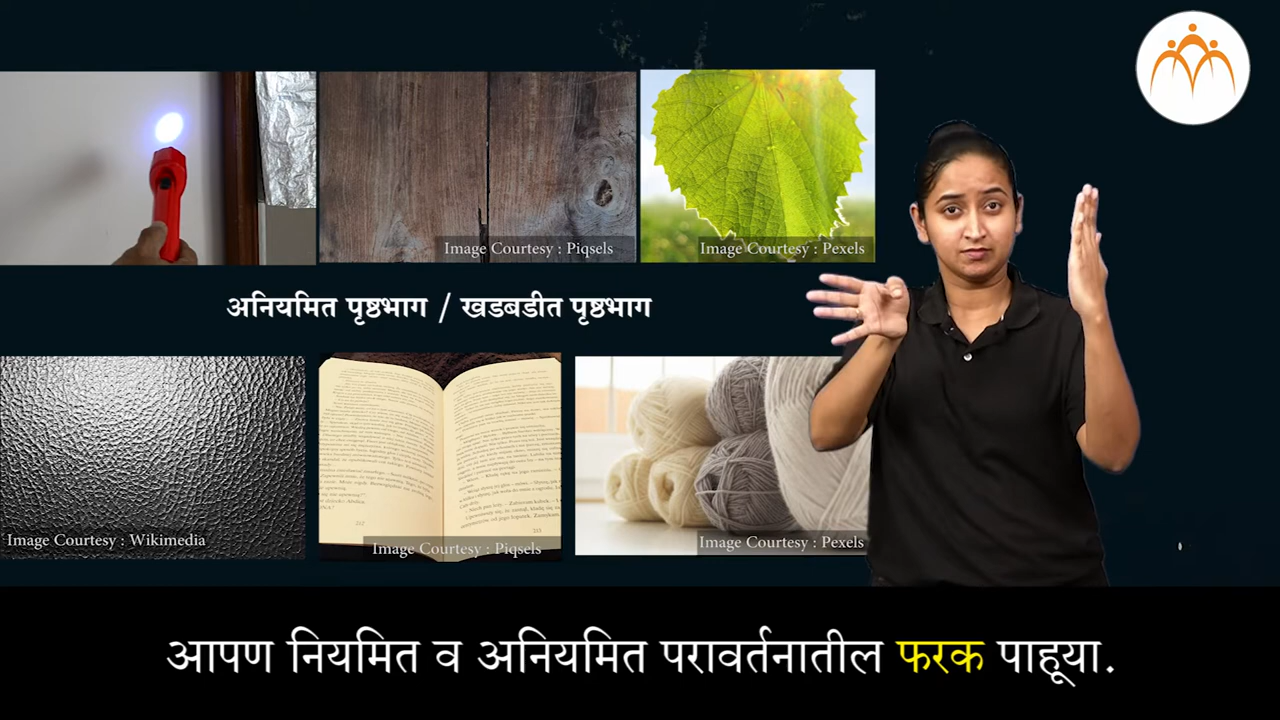 Image Courtesy : Piqsels
Image Courtesy : Pexels
अनियमित पृष्ठभाग / खडबडीत पृष्ठभाग
Image Courtesy : Wikimedia
Image Courtesy : Piqsels
Image Courtesy : Pexels
आपण नियमित व अनियमित परावर्तनातील फरक पाहूया.